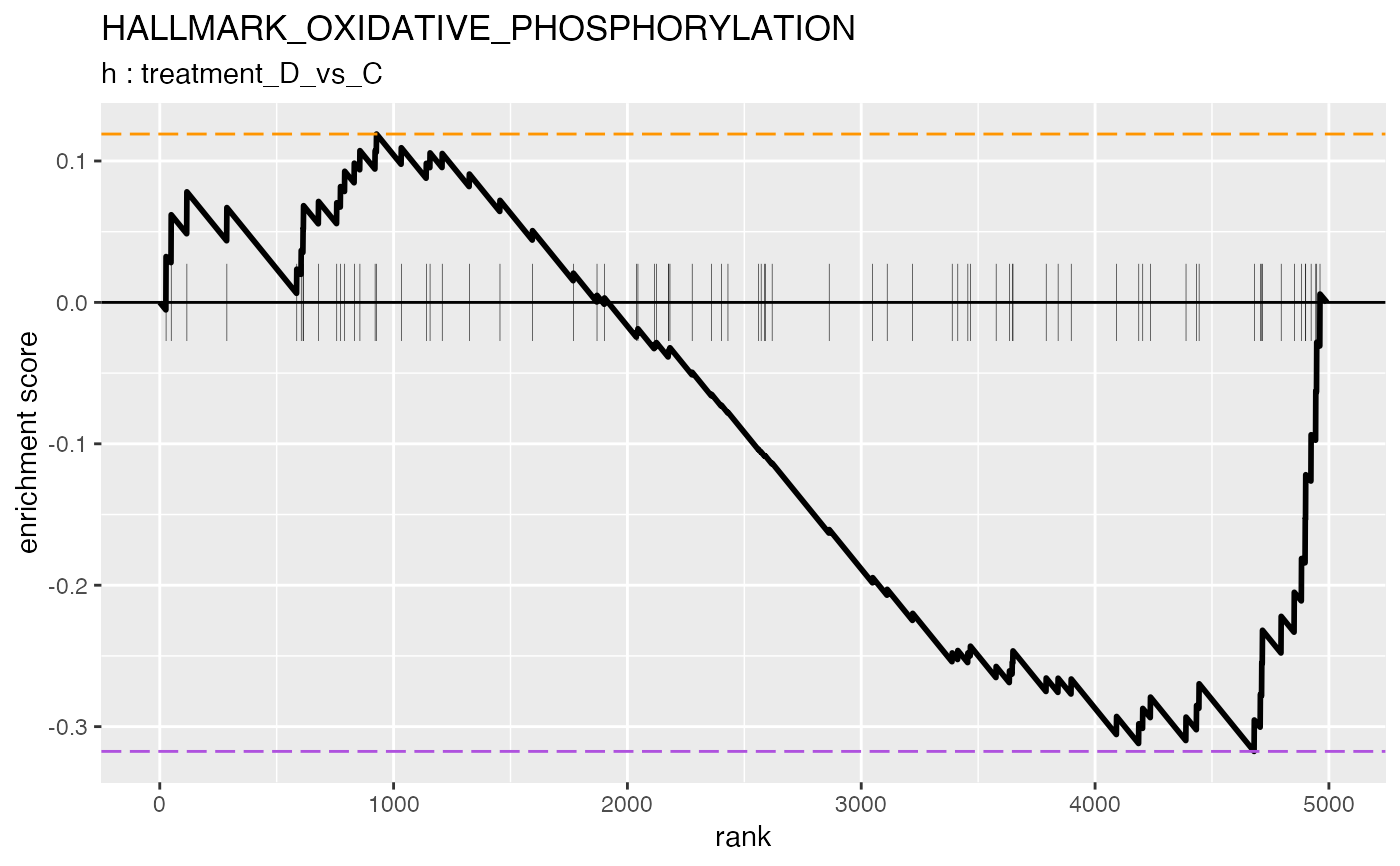 HALLMARK_OXIDATIVE_PHOSPHORYLATION
h : treatment_D_vs_C
enrichment score
0.1
0.0
-0.1
-0.2
-0.3
0 1000 2000 3000 4000 5000
rank